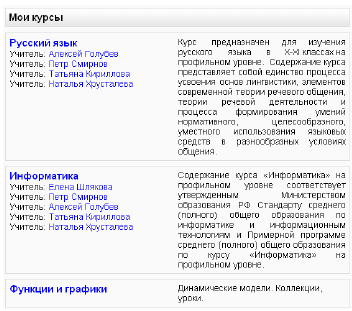 Мои курсы
Русский язык
Учитель: Алексей Голубев
Учитель: Петр Смирнов
Учитель: Татьяна Кириллова
Учитель: Наталья Хрусталева
Курс предназначен для изучения
русского языка в X-XI классах на
профильном уровне. Содержание курса
представляет собой единство процесса
усвоения основ лингвистики, элементов
современной теории речевого общения,
теории речевой деятельности и
процесса формирования умений
нормативного, целесообразного,
уместного использования языковых
средств в разнообразных условиях
общения.
Информатика
Учитель: Елена Шлякова
Учитель: Петр Смирнов
Учитель: Алексей Голубев
Учитель: Татьяна Кириллова
Учитель: Наталья Хрусталева
Содержание курса «Информатика» на
профильном уровне соответствует
утвержденным Министерством
образования РФ Стандарту среднего
(полного) общего образования по
информатике и информационным
технологиям и Примерной программе
среднего (полного) общего образования
по курсу «Информатика» на
профильном уровне.
Функции и графики
Динамические модели. Коллекции,
уроки.